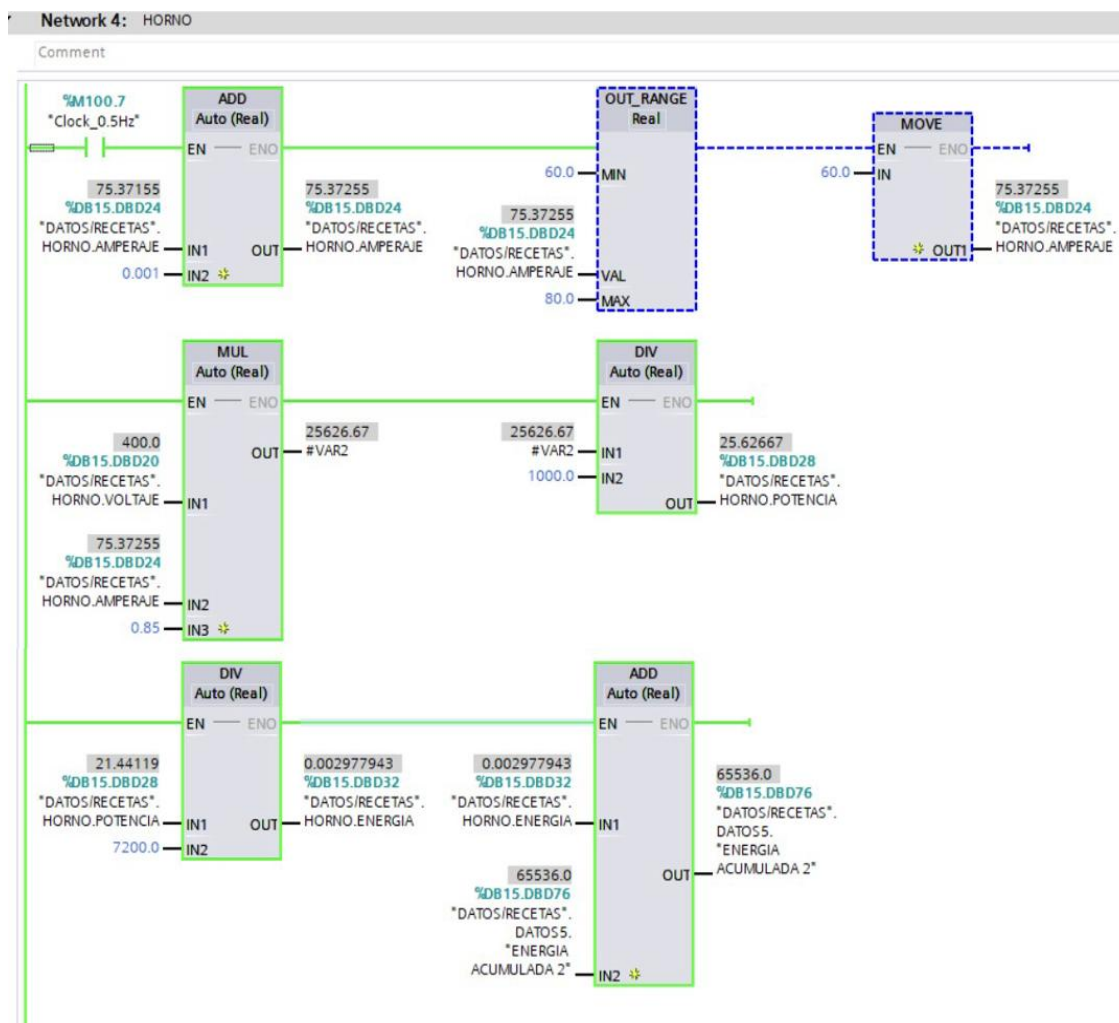 Network 4: HORNO
Comment
%M100.7
"Clock_0.5Hz"
ADD
Auto (Real)
EN
ENO
75.37155
%DB15.DBD24
"DATOS/RECETAS".
HORNO.AMPERAJE
IN1
0.001
IN2
75.37255
%DB15.DBD24
"DATOS/RECETAS".
HORNO.AMPERAJE
OUT
OUT_RANGE
Real
60.0
MIN
75.37255
%DB15.DBD24
"DATOS/RECETAS".
HORNO.AMPERAJE
VAL
80.0
MAX
MOVE
EN
ENO
60.0
IN
75.37255
%DB15.DBD24
"DATOS/RECETAS".
HORNO.AMPERAJE
OUT1
MUL
Auto (Real)
EN
ENO
400.0
%DB15.DBD20
"DATOS/RECETAS".
HORNO.VOLTAJE
IN1
75.37255
%DB15.DBD24
"DATOS/RECETAS".
HORNO.AMPERAJE
IN2
0.85
IN3
25626.67
#VAR2
OUT
DIV
Auto (Real)
EN
ENO
25626.67
#VAR2
IN1
1000.0
IN2
25.62667
%DB15.DBD28
"DATOS/RECETAS".
HORNO.POTENCIA
OUT
DIV
Auto (Real)
EN
ENO
21.44119
%DB15.DBD28
"DATOS/RECETAS".
HORNO.POTENCIA
IN1
7200.0
IN2
0.002977943
%DB15.DBD32
"DATOS/RECETAS".
HORNO.ENERGIA
OUT
ADD
Auto (Real)
EN
ENO
0.002977943
%DB15.DBD32
"DATOS/RECETAS".
HORNO.ENERGIA
IN1
65536.0
%DB15.DBD76
"DATOS/RECETAS".
DATOS5.
"ENERGIA
ACUMULADA 2"
IN2
65536.0
%DB15.DBD76
"DATOS/RECETAS".
DATOS5.
"ENERGIA
ACUMULADA 2"
OUT